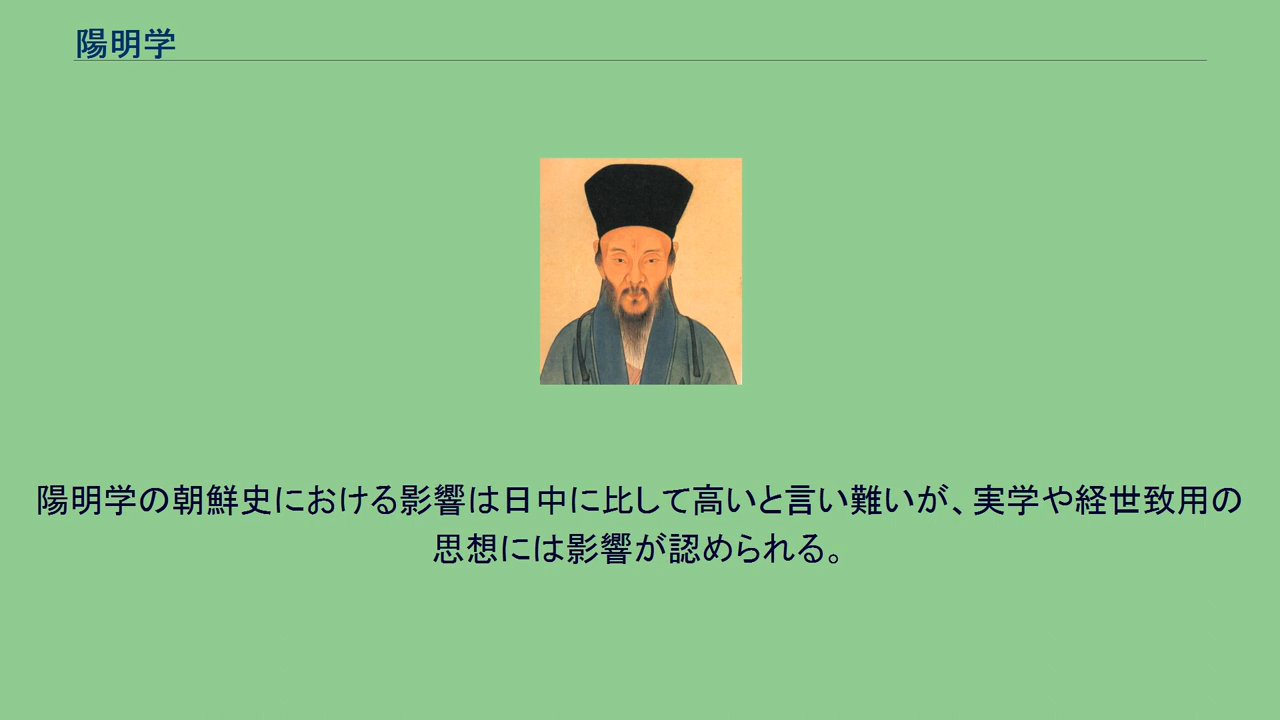 陽明学
陽明学の朝鮮史における影響は日中に比して高いと言い難いが、実学や経世致用の
思想には影響が認められる。